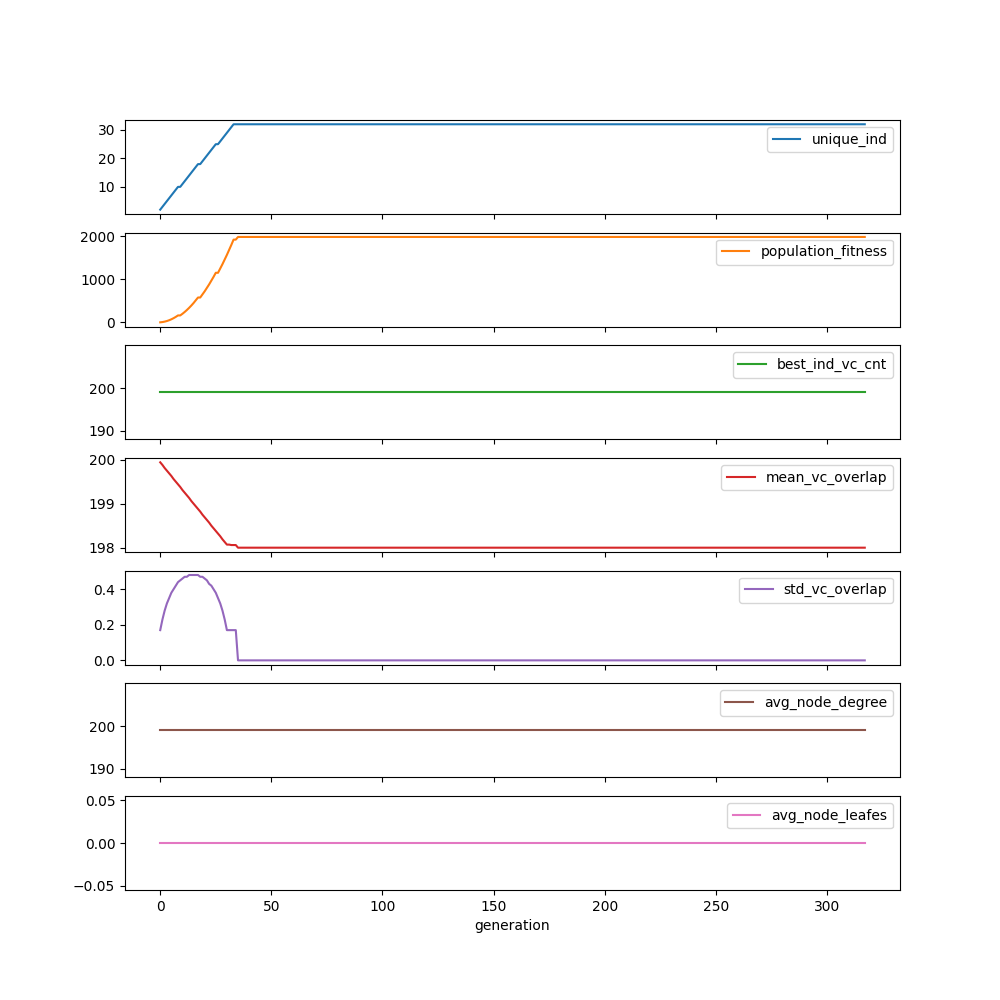 30
20
10
unique_ind
2000
1000
0
population_fitness
200
190
best_ind_vc_cnt
200
199
198
mean_vc_overlap
0.4
0.2
0.0
std_vc_overlap
200
190
avg_node_degree
0.05
0.00
−0.05
avg_node_leafes
0 50 100 150 200 250 300
generation